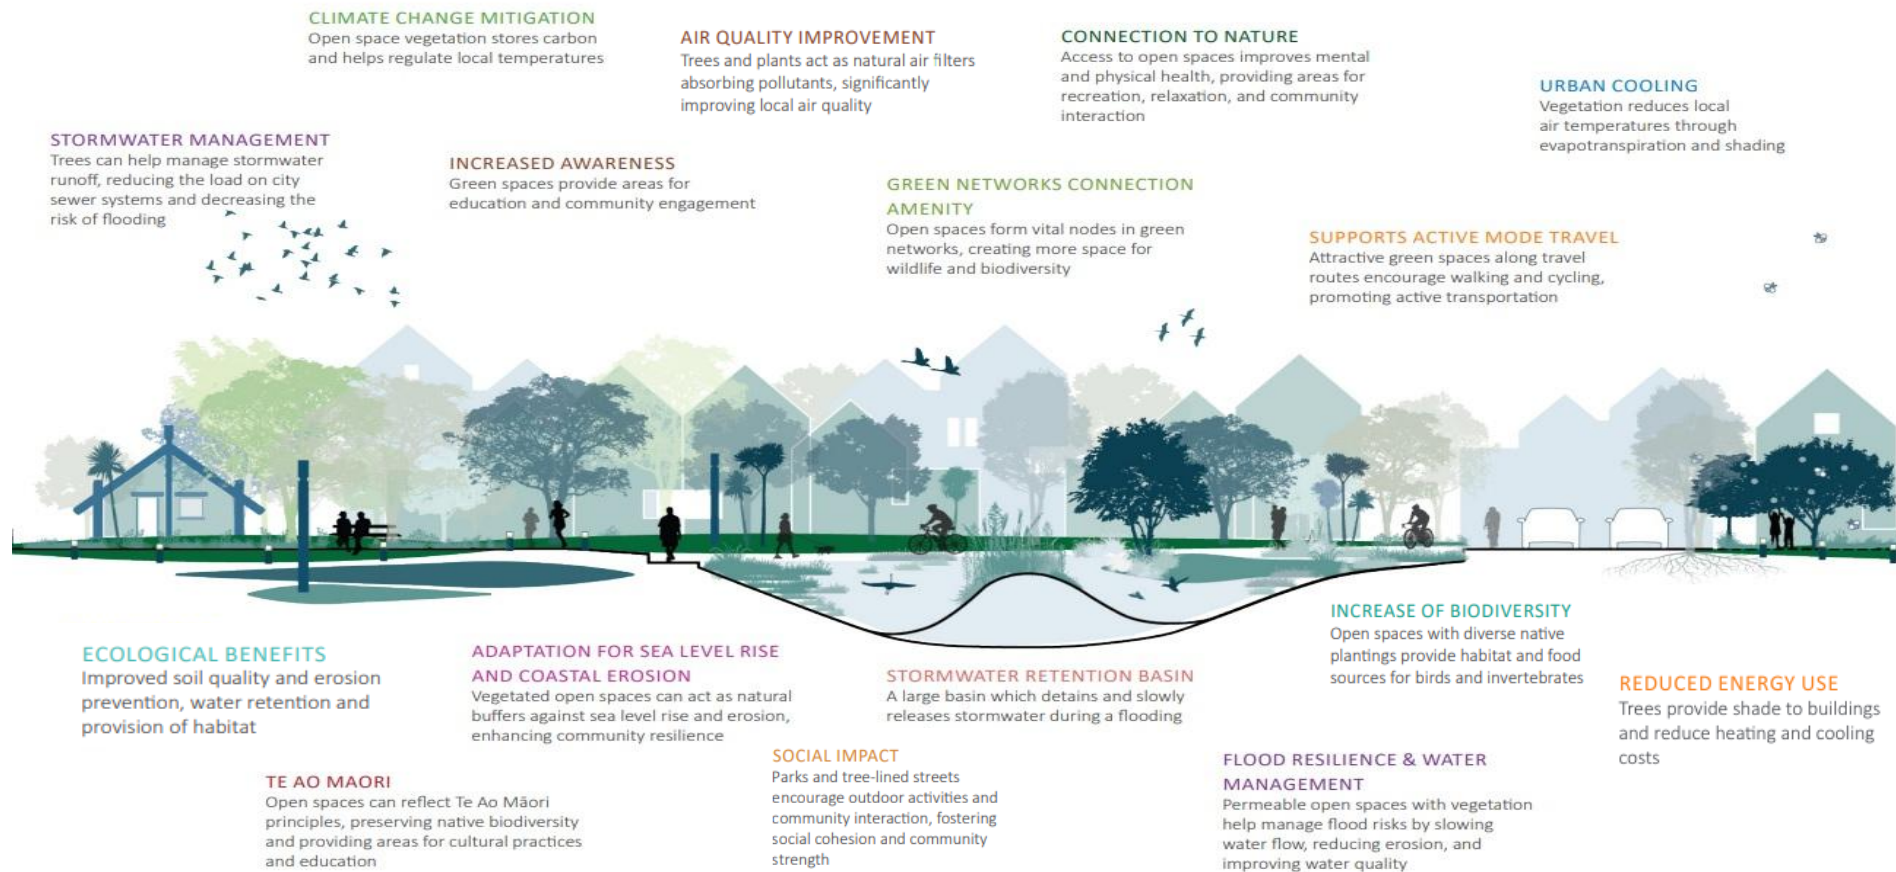 CLIMATE CHANGE MITIGATION
Open space vegetation stores carbon
and helps regulate local temperatures
AIR QUALITY IMPROVEMENT
Trees and plants act as natural air filters
absorbing pollutants, significantly
improving local air quality
CONNECTION TO NATURE
Access to open spaces improves mental
and physical health, providing areas for
recreation, relaxation, and community
interaction
URBAN COOLING
Vegetation reduces local
air temperatures through
evapotranspiration and shading
STORMWATER MANAGEMENT
Trees can help manage stormwater
runoff, reducing the load on city
sewer systems and decreasing the
risk of flooding
INCREASED AWARENESS
Green spaces provide areas for
education and community engagement
GREEN NETWORKS CONNECTION
AMENITY
Open spaces form vital nodes in green
networks, creating more space for
wildlife and biodiversity
SUPPORTS ACTIVE MODE TRAVEL
Attractive green spaces along travel
routes encourage walking and cycling,
promoting active transportation
ECOLOGICAL BENEFITS
Improved soil quality and erosion
prevention, water retention and
provision of habitat
ADAPTATION FOR SEA LEVEL RISE
AND COASTAL EROSION
Vegetated open spaces can act as natural
buffers against sea level rise and erosion,
enhancing community resilience
STORMWATER RETENTION BASIN
A large basin which detains and slowly
releases stormwater during a flooding
INCREASE OF BIODIVERSITY
Open spaces with diverse native
plantings provide habitat and food
sources for birds and invertebrates
REDUCED ENERGY USE
Trees provide shade to buildings
and reduce heating and cooling
costs
TE AO MAORI
Open spaces can reflect Te Ao Māori
principles, preserving native biodiversity
and providing areas for cultural practices
and education
SOCIAL IMPACT
Parks and tree-lined streets
encourage outdoor activities and
community interaction, fostering
social cohesion and community
strength
FLOOD RESILIENCE & WATER
MANAGEMENT
Permeable open spaces with vegetation
help manage flood risks by slowing
water flow, reducing erosion, and
improving water quality